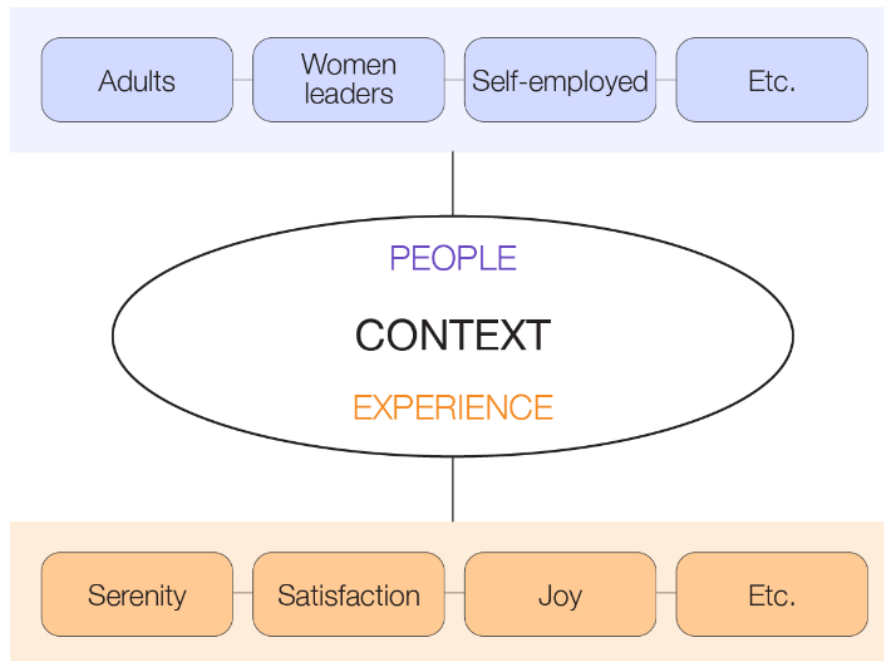 Adults
Women
leaders
Self-employed
Etc.
PEOPLE
CONTEXT
EXPERIENCE
Serenity
Satisfaction
Joy
Etc.